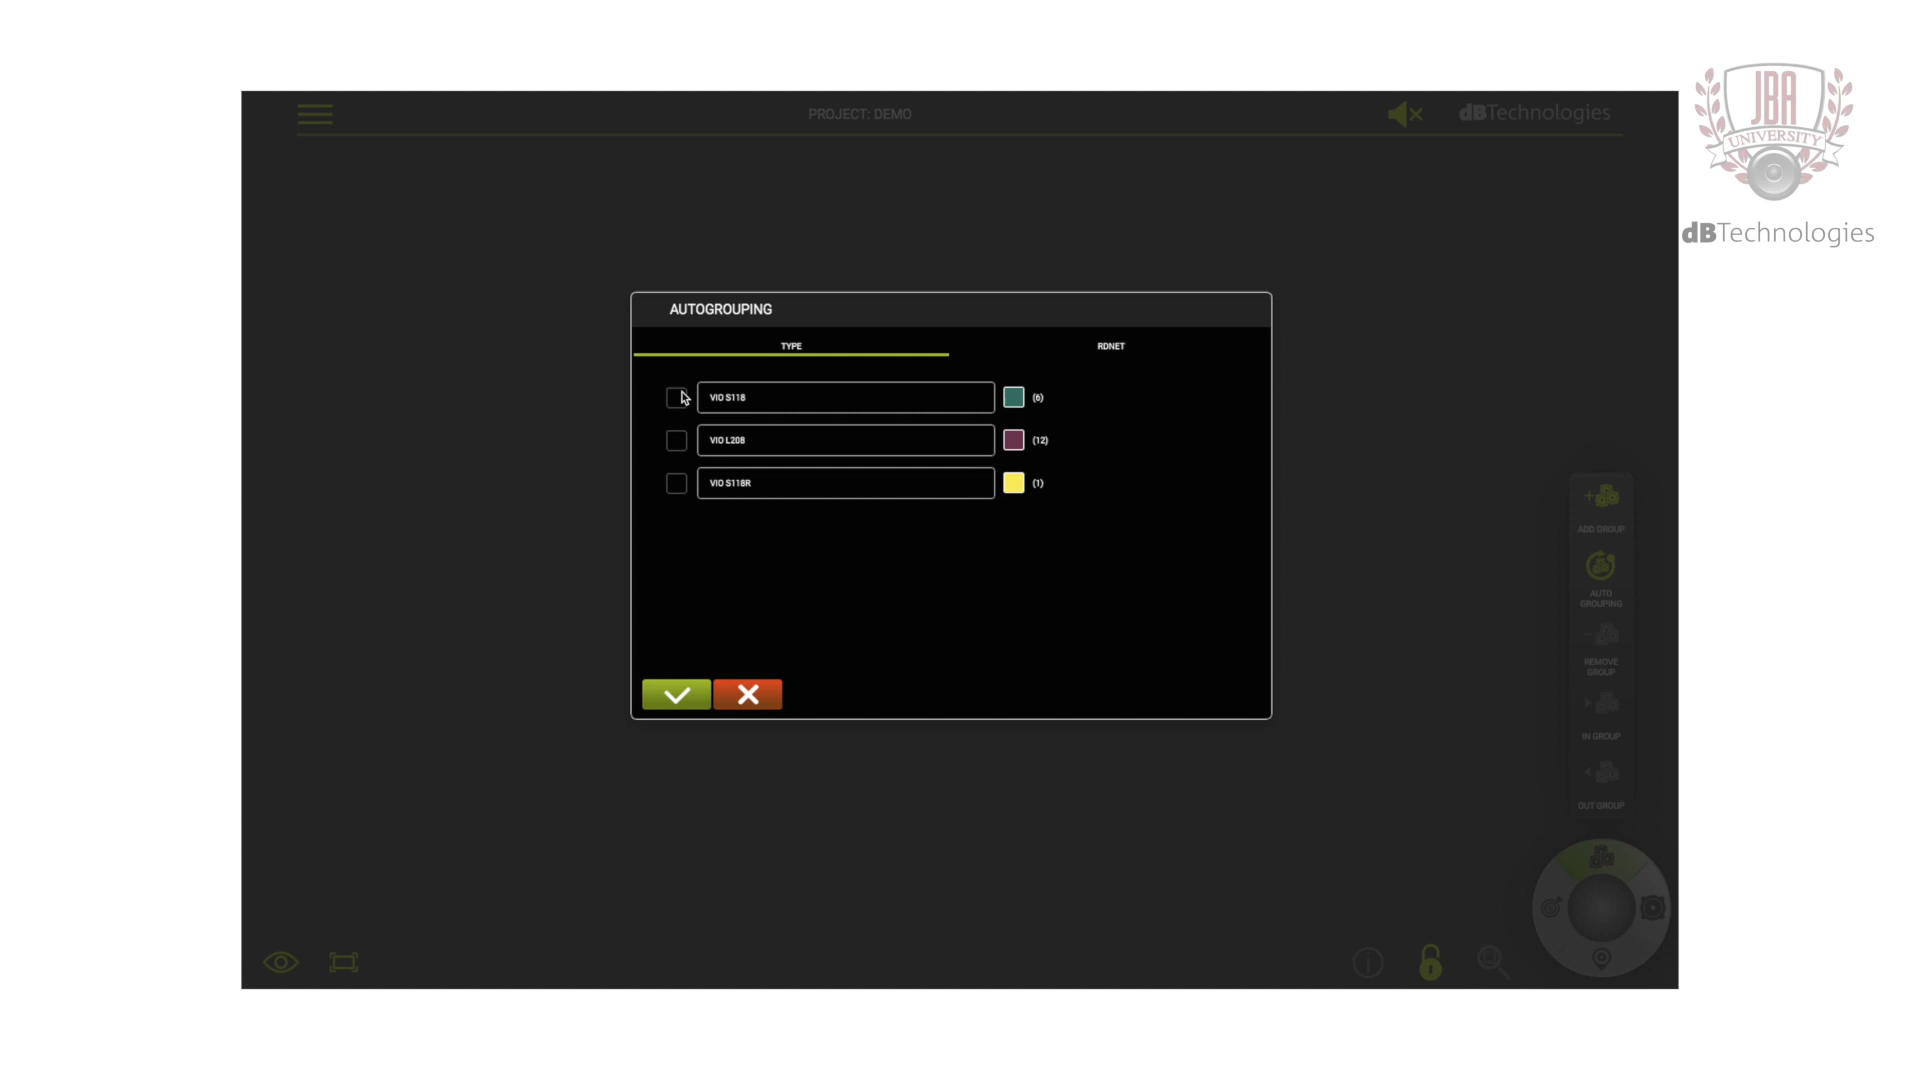 JBA
UNIVERSITY
dBTechnologies
PROJECT: DEMO
dBTechnologies
AUTOGROUPING
TYPE
RDNET
VIO S118
(6)
VIO L208
(12)
VIO S118R
(1)
ADD GROUP
AUTO
GROUPING
REMOVE
GROUP
IN GROUP
OUT GROUP